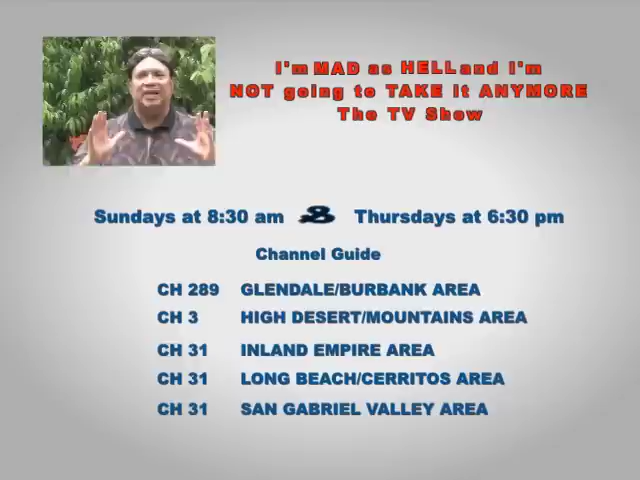 I'm MAD as HELL and I'm
NOT going to TAKE it ANYMORE
The TV Show
Sundays at 8:30 am & Thursdays at 6:30 pm
Channel Guide
CH 289 GLENDALE/BURBANK AREA
CH 3 HIGH DESERT/MOUNTAINS AREA
CH 31 INLAND EMPIRE AREA
CH 31 LONG BEACH/CERRITOS AREA
CH 31 SAN GABRIEL VALLEY AREA